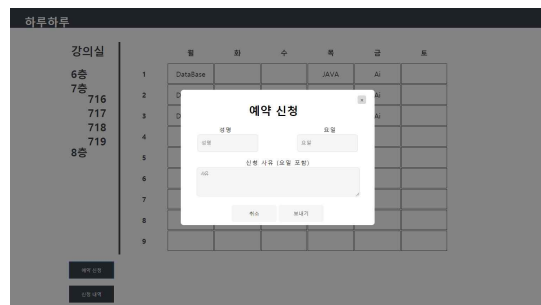 하루하루
강의실
6층
7층
716
717
718
719
8층
월 화 수 목 금 토
1 DataBase JAVA Ai
2 D Ai
3 D Ai
4
5
6
7
8
9
예약 신청
x
성명 요일
성명 요일
신청 사유 (요일 포함)
사유
취소 보내기
예약 신청
신청 내역